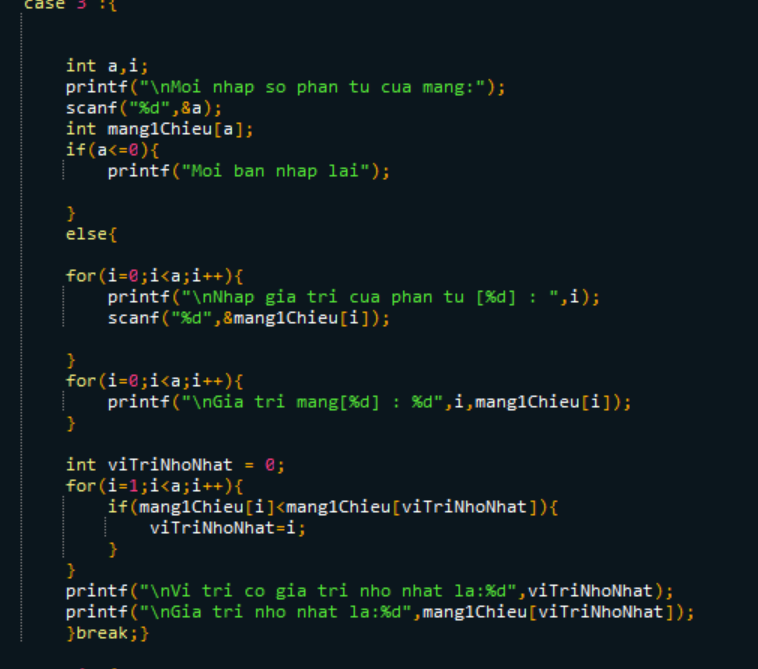 case 3 :{
int a,i;
printf("\nMoi nhap so phan tu cua mang:");
scanf("%d",&a);
int mang1Chieu[a];
if(a<=0){
printf("Moi ban nhap lai");
}
else{
for(i=0;i<a;i++){
printf("\nNhap gia tri cua phan tu [%d] : ",i);
scanf("%d",&mang1Chieu[i]);
}
for(i=0;i<a;i++){
printf("\nGia tri mang[%d] : %d",i,mang1Chieu[i]);
}
int viTriNhoNhat = 0;
for(i=1;i<a;i++){
if(mang1Chieu[i]<mang1Chieu[viTriNhoNhat]){
viTriNhoNhat=i;
}
}
printf("\nVi tri co gia tri nho nhat la:%d",viTriNhoNhat);
printf("\nGia tri nho nhat la:%d",mang1Chieu[viTriNhoNhat]);
}break;}